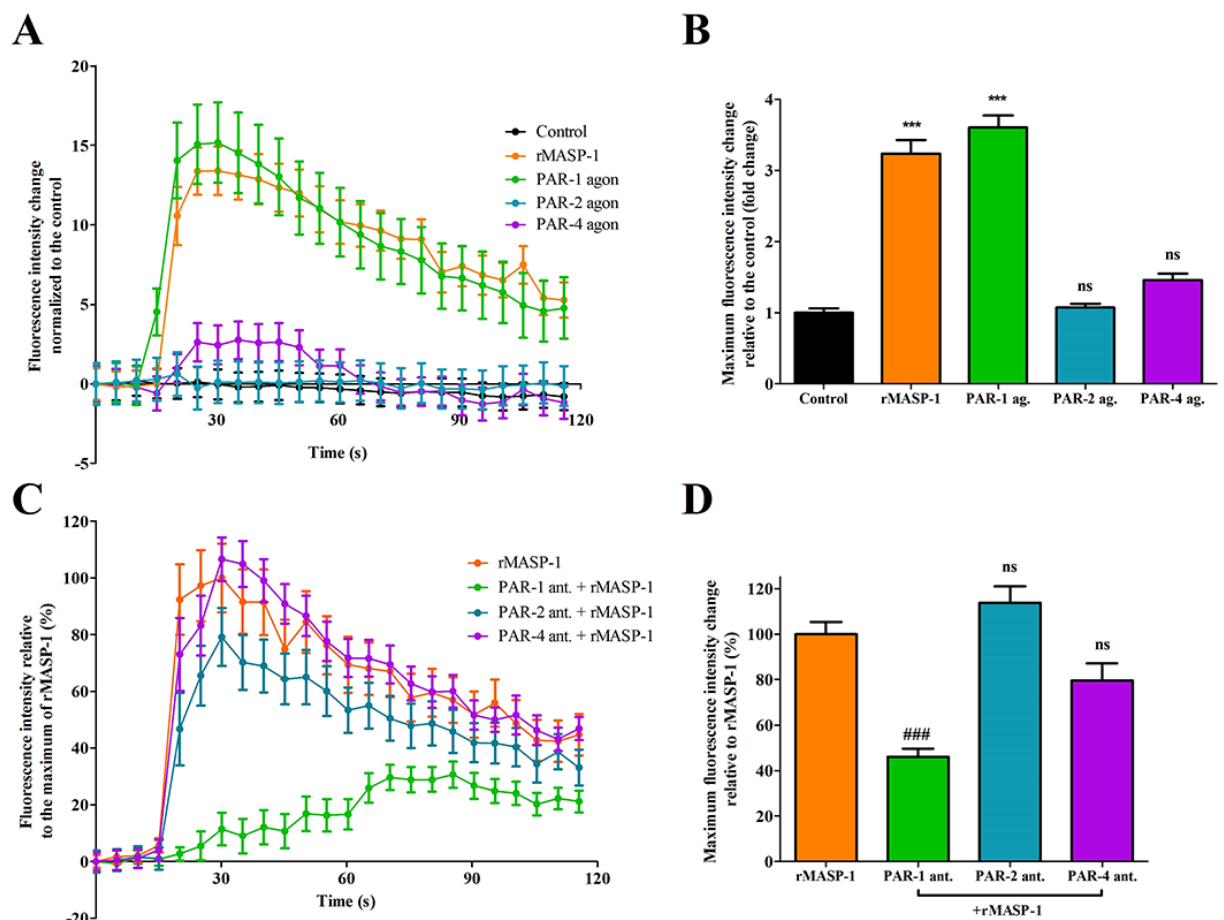 A
Fluorescence intensity change
normalized to the control
20
15
10
5
0
-5
30
60
90
120
Time (s)
Control
rMASP-1
PAR-1 agon
PAR-2 agon
PAR-4 agon
B
Maximum fluorescence intensity change
relative to the control (fold change)
4
3
2
1
0
***
***
ns
ns
Control
rMASP-1
PAR-1 ag.
PAR-2 ag.
PAR-4 ag.
C
Fluorescence intensity relative
to the maximum of rMASP-1 (%)
120
100
80
60
40
20
0
-20
30
60
90
120
Time (s)
rMASP-1
PAR-1 ant. + rMASP-1
PAR-2 ant. + rMASP-1
PAR-4 ant. + rMASP-1
D
Maximum fluorescence intensity change
relative to rMASP-1 (%)
120
100
80
60
40
20
0
###
ns
ns
rMASP-1
PAR-1 ant.
PAR-2 ant.
PAR-4 ant.
+rMASP-1